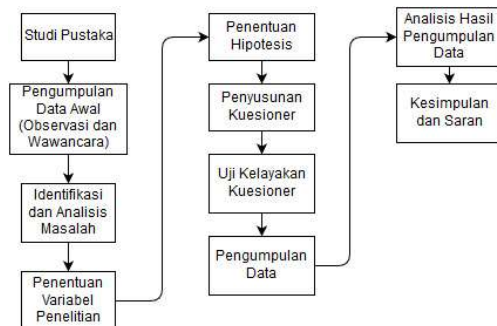 Studi Pustaka
Pengumpulan
Data Awal
(Observasi dan
Wawancara)
Identifikasi
dan Analisis
Masalah
Penentuan
Variabel
Penelitian
Penentuan
Hipotesis
Penyusunan
Kuesioner
Uji Kelayakan
Kuesioner
Pengumpulan
Data
Analisis Hasil
Pengumpulan
Data
Kesimpulan
dan Saran